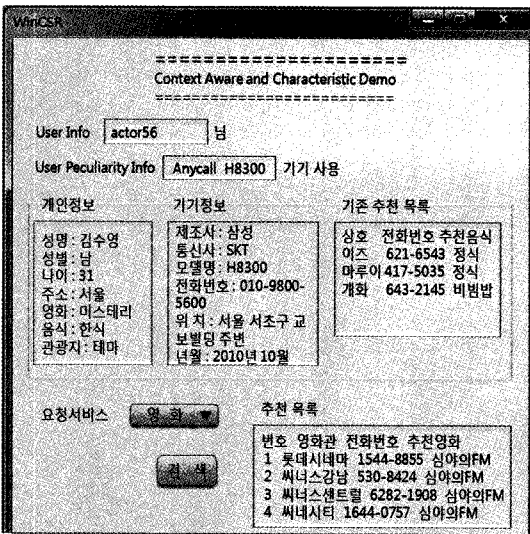 WinCSR
=========================
Context Aware and Characteristic Demo
=========================
User Info actor56 님
User Peculiarity Info Anycall H8300 기기 사용
개인정보
성명 : 김수영
성별 : 남
나이 : 31
주소 : 서울
영화 : 미스테리
음식 : 한식
관광지 : 테마
기기정보
제조사 : 삼성
통신사 : SKT
모델명 : H8300
전화번호 : 010-9800-
5600
위 치 : 서울 서초구 교
보빌딩 주변
년월 : 2010년 10월
기존 추천 목록
상호 전화번호 추천음식
이즈 621-6543 정식
마루이 417-5035 정식
개화 643-2145 비빔밥
요청서비스 영 화
검 색
추천 목록
번호 영화관 전화번호 추천영화
1 롯데시네마 1544-8855 심야의FM
2 씨너스강남 530-8424 심야의FM
3 씨너스센트럴 6282-1908 심야의FM
4 씨네시티 1644-0757 심야의FM